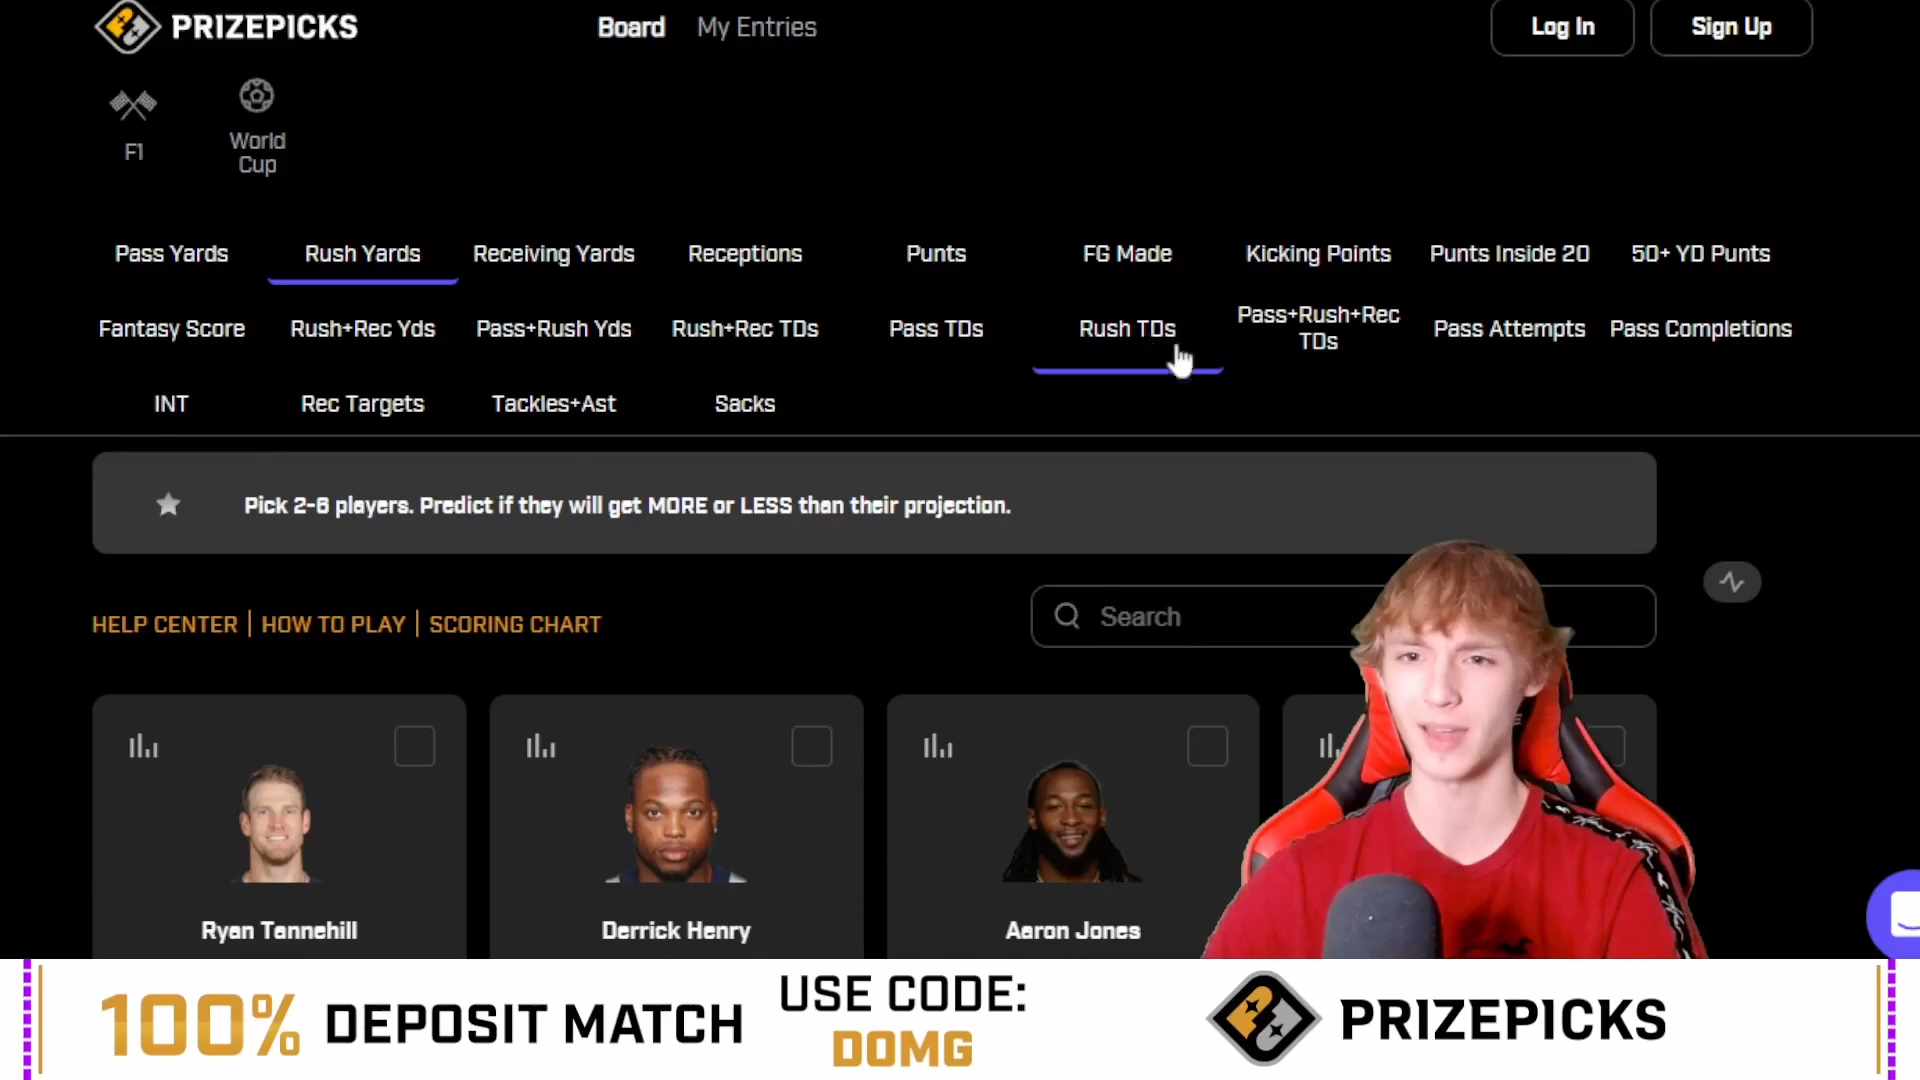 PRIZEPICKS
Board
My Entries
Log In
Sign Up
F1
World
Cup
Pass Yards
Rush Yards
Receiving Yards
Receptions
Punts
FG Made
Kicking Points
Punts Inside 20
50+ YD Punts
Fantasy Score
Rush+Rec Yds
Pass+Rush Yds
Rush+Rec TDs
Pass TDs
Rush TDs
Pass+Rush+Rec
TDs
Pass Attempts
Pass Completions
INT
Rec Targets
Tackles+Ast
Sacks
Pick 2-6 players. Predict if they will get MORE or LESS than their projection.
HELP CENTER | HOW TO PLAY | SCORING CHART
Search
Ryan Tannehill
Derrick Henry
Aaron Jones
100% DEPOSIT MATCH
USE CODE:
DOMG
PRIZEPICKS